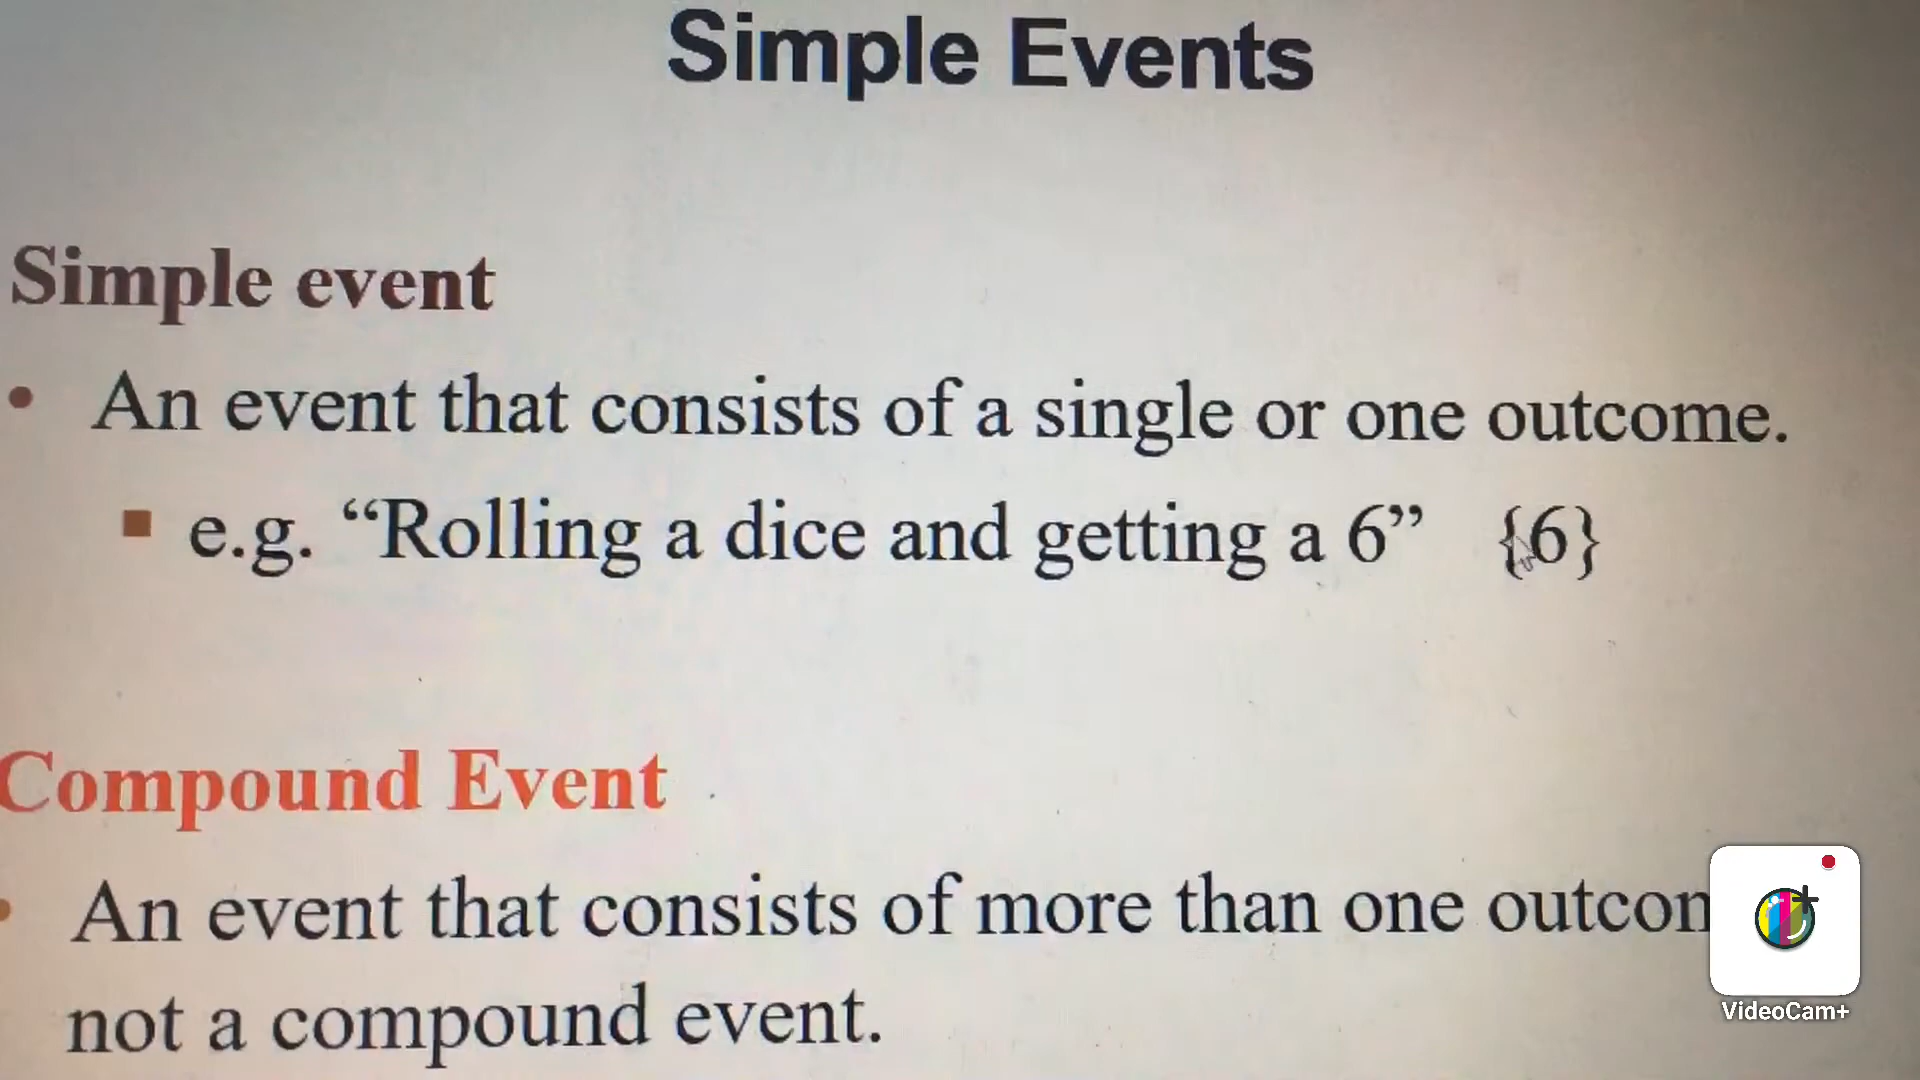 Simple Events
Simple event
• An event that consists of a single or one outcome.
▪ e.g. “Rolling a dice and getting a 6” {6}
Compound Event
• An event that consists of more than one
not a compound event.
VideoCam+